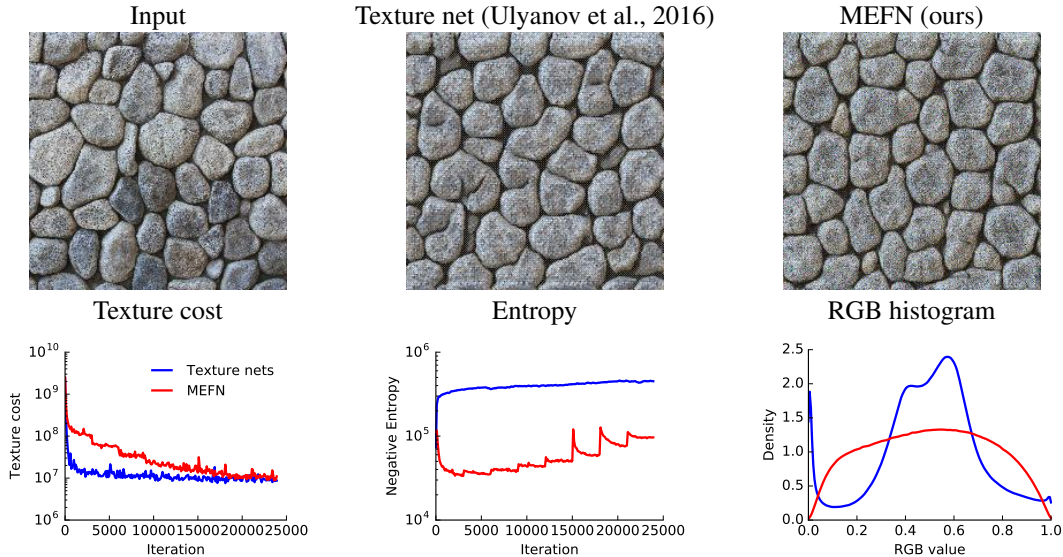 Input
Texture net (Ulyanov et al., 2016)
MEFN (ours)
Texture cost
Entropy
RGB histogram
10^10
10^9
10^8
10^7
10^6
Texture cost
Texture nets
MEFN
0 5000 10000 15000 20000 25000
Iteration
10^6
10^5
10^4
Negative Entropy
0 5000 10000 15000 20000 25000
Iteration
2.5
2.0
1.5
1.0
0.5
0.0
Density
0.0 0.2 0.4 0.6 0.8 1.0
RGB value